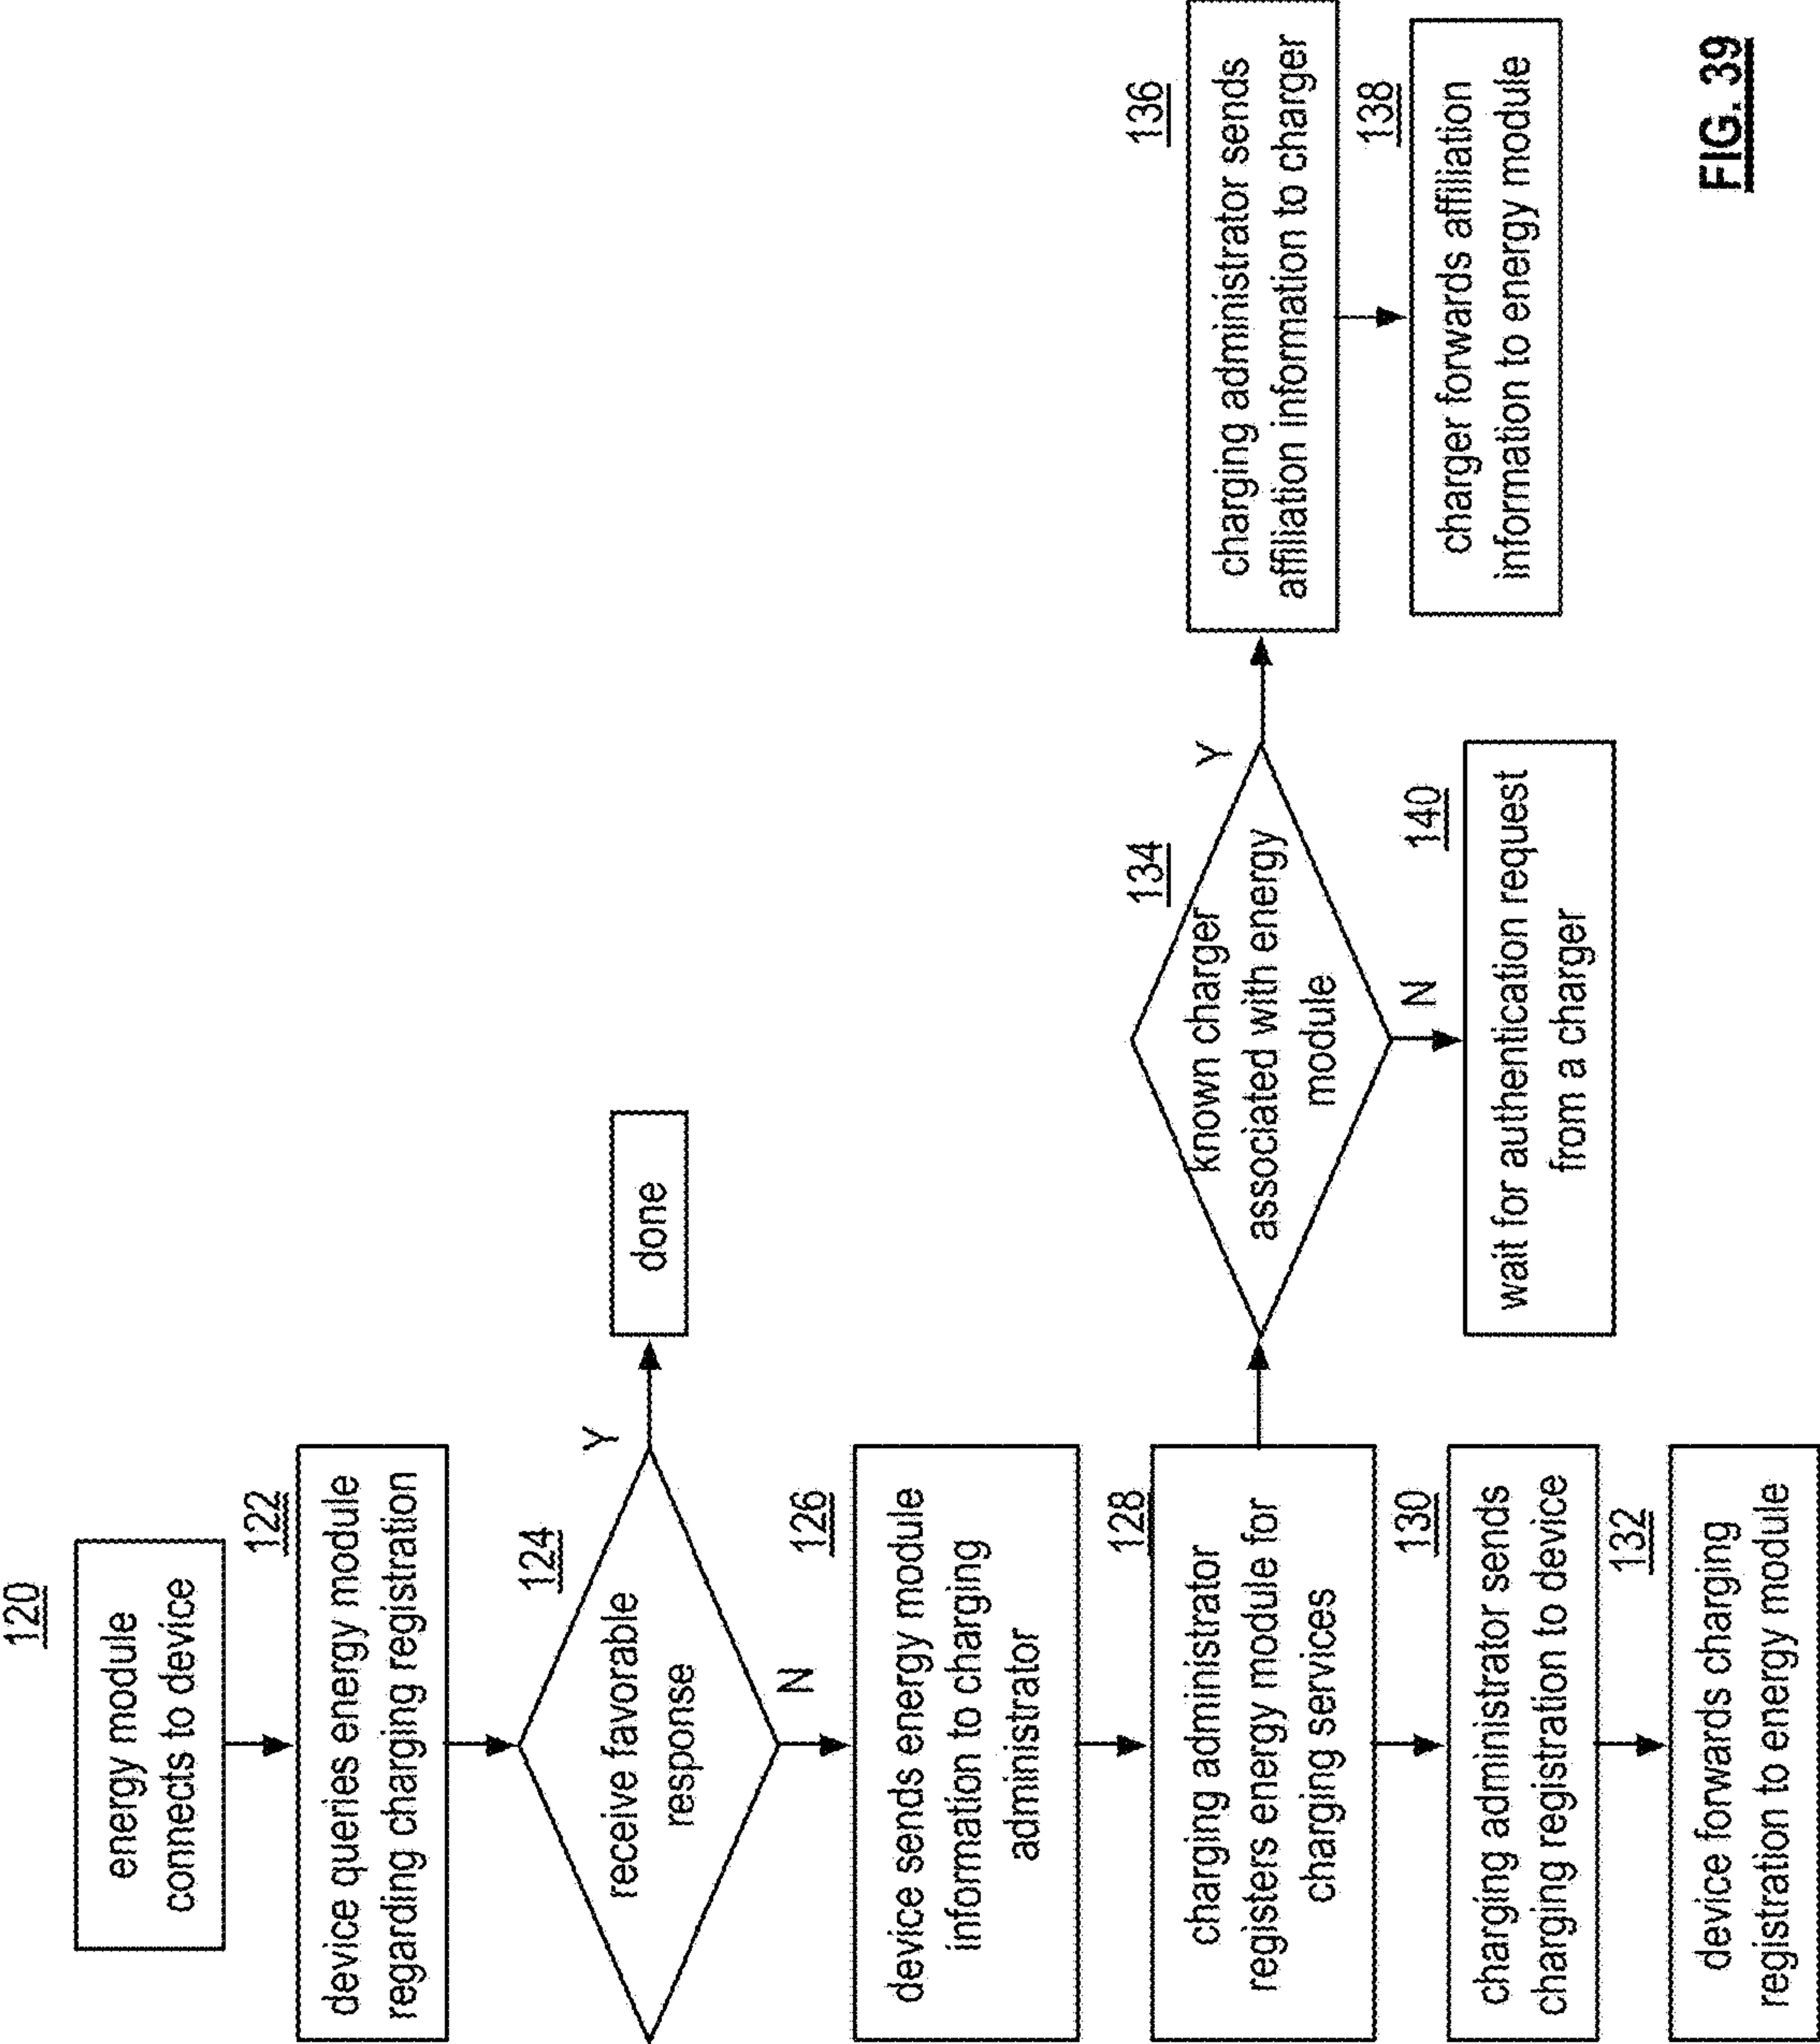 120
energy module
connects to device
122
device queries energy module
regarding charging registration
124
receive favorable
response
Y
done
N
126
device sends energy module
information to charging
administrator
128
charging administrator
registers energy module for
charging services
130
charging administrator sends
charging registration to device
132
device forwards charging
registration to energy module
134
known charger
associated with energy
module
Y
N
140
wait for authentication request
from a charger
136
charging administrator sends
affiliation information to charger
138
charger forwards affiliation
information to energy module
FIG. 39